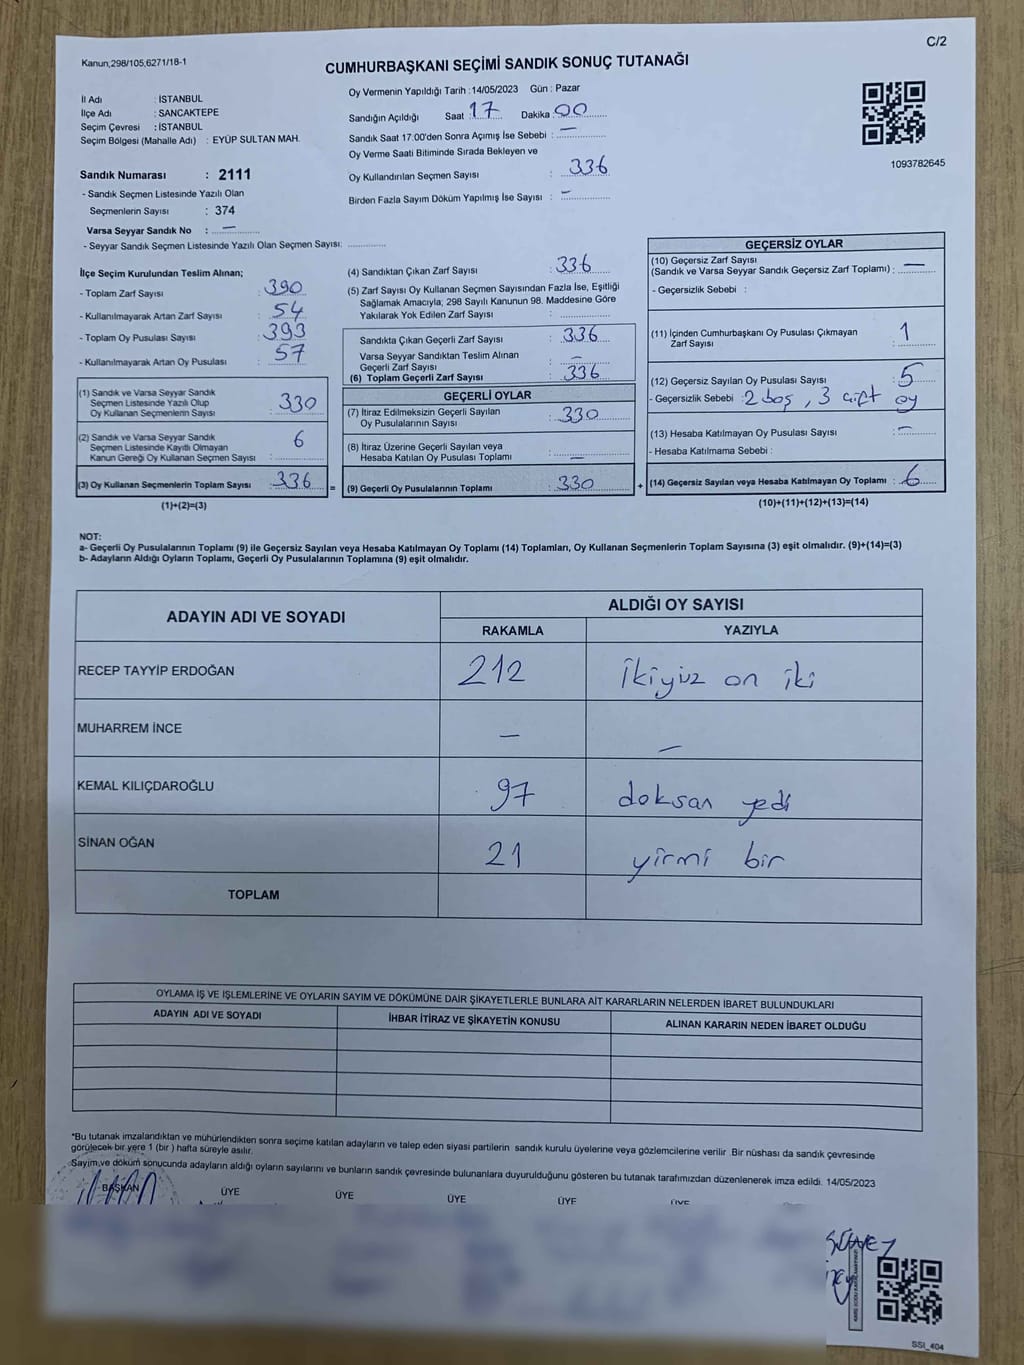 C/2
Kanun,298/105,6271/18-1
CUMHURBAŞKANI SEÇİMİ SANDIK SONUÇ TUTANAĞI
İl Adı : İSTANBUL
İlçe Adı : SANCAKTEPE
Seçim Çevresi : İSTANBUL
Seçim Bölgesi (Mahalle Adı) : EYÜP SULTAN MAH.
Sandık Numarası : 2111
- Sandık Seçmen Listesinde Yazılı Olan
Seçmenlerin Sayısı : 374
Varsa Seyyar Sandık No : —
- Seyyar Sandık Seçmen Listesinde Yazılı Olan Seçmen Sayısı:
Oy Vermenin Yapıldığı Tarih :14/05/2023 Gün : Pazar
Sandığın Açıldığı Saat : 17 Dakika : 00
Sandık Saat 17:00'den Sonra Açımış İse Sebebi : —
Oy Verme Saati Bitiminde Sırada Bekleyen ve
Oy Kullandırılan Seçmen Sayısı : 336
Birden Fazla Sayım Döküm Yapılmış İse Sayısı : —
1093782645
İlçe Seçim Kurulundan Teslim Alınan;
- Toplam Zarf Sayısı : 390
- Kullanılmayarak Artan Zarf Sayısı : 54
- Toplam Oy Pusulası Sayısı : 393
- Kullanılmayarak Artan Oy Pusulası : 57
(1) Sandık ve Varsa Seyyar Sandık
Seçmen Listesinde Yazılı Olup
Oy Kullanan Seçmenlerin Sayısı : 330
(2) Sandık ve Varsa Seyyar Sandık
Seçmen Listesinde Kayıtlı Olmayan
Kanun Gereği Oy Kullanan Seçmen Sayısı : 6
(3) Oy Kullanan Seçmenlerin Toplam Sayısı : 336 =
(1)+(2)=(3)
(4) Sandıktan Çıkan Zarf Sayısı : 336
(5) Zarf Sayısı Oy Kullanan Seçmen Sayısından Fazla İse, Eşitliği
Sağlamak Amacıyla; 298 Sayılı Kanunun 98. Maddesine Göre
Yakılarak Yok Edilen Zarf Sayısı :
Sandıkta Çıkan Geçerli Zarf Sayısı : 336
Varsa Seyyar Sandıktan Teslim Alınan
Geçerli Zarf Sayısı : —
(6) Toplam Geçerli Zarf Sayısı : 336
GEÇERLİ OYLAR
(7) İtiraz Edilmeksizin Geçerli Sayılan
Oy Pusulalarının Sayısı : 330
(8) İtiraz Üzerine Geçerli Sayılan veya
Hesaba Katılan Oy Pusulası Toplamı : —
(9) Geçerli Oy Pusulalarının Toplamı : 330 +
GEÇERSİZ OYLAR
(10) Geçersiz Zarf Sayısı
(Sandık ve Varsa Seyyar Sandık Geçersiz Zarf Toplamı) : —
- Geçersizlik Sebebi :
(11) İçinden Cumhurbaşkanı Oy Pusulası Çıkmayan
Zarf Sayısı : 1
(12) Geçersiz Sayılan Oy Pusulası Sayısı : 5
- Geçersizlik Sebebi : 2 boş, 3 çift oy
(13) Hesaba Katılmayan Oy Pusulası Sayısı : —
- Hesaba Katılmama Sebebi :
(14) Geçersiz Sayılan veya Hesaba Katılmayan Oy Toplamı : 6
(10)+(11)+(12)+(13)=(14)
NOT:
a- Geçerli Oy Pusulalarının Toplamı (9) ile Geçersiz Sayılan veya Hesaba Katılmayan Oy Toplamı (14) Toplamları, Oy Kullanan Seçmenlerin Toplam Sayısına (3) eşit olmalıdır. (9)+(14)=(3)
b- Adayların Aldığı Oyların Toplamı, Geçerli Oy Pusulalarının Toplamına (9) eşit olmalıdır.
ADAYIN ADI VE SOYADI ALDIĞI OY SAYISI
RAKAMLA YAZIYLA
RECEP TAYYİP ERDOĞAN 212 ikiyüz on iki
MUHARREM İNCE — —
KEMAL KILIÇDAROĞLU 97 doksan yedi
SİNAN OĞAN 21 yirmi bir
TOPLAM
OYLAMA İŞ VE İŞLEMLERİNE VE OYLARIN SAYIM VE DÖKÜMÜNE DAİR ŞİKAYETLERLE BUNLARA AİT KARARLARIN NELERDEN İBARET BULUNDUKLARI
ADAYIN ADI VE SOYADI İHBAR İTİRAZ VE ŞİKAYETİN KONUSU ALINAN KARARIN NEDEN İBARET OLDUĞU
*Bu tutanak imzalandıktan ve mühürlendikten sonra seçime katılan adayların ve talep eden siyasi partilerin sandık kurulu üyelerine veya gözlemcilerine verilir .Bir nüshası da sandık çevresinde
görülecek bir yere 1 (bir ) hafta süreyle asılır.
Sayım ve döküm sonucunda adayların aldığı oyların sayılarını ve bunların sandık çevresinde bulunanlara duyurulduğunu gösteren bu tutanak tarafımızdan düzenlenerek imza edildi. 14/05/2023
BAŞKAN ÜYE ÜYE ÜYE ÜYE ÜYE
SSI_404